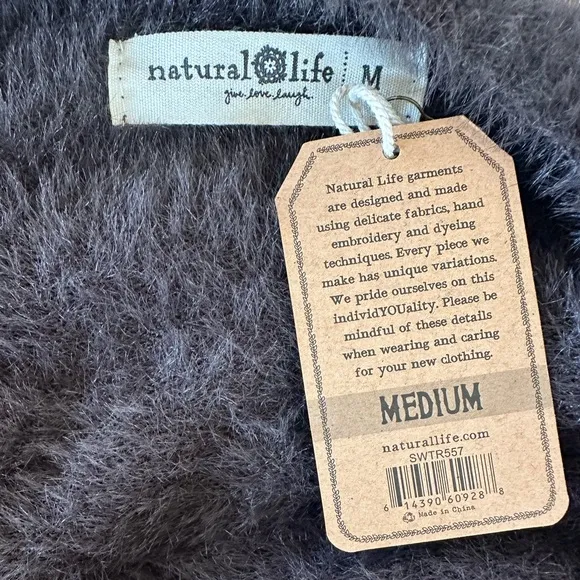 natural life M
give. love. laugh.
Natural Life garments
are designed and made
using delicate fabrics, hand
embroidery and dyeing
techniques. Every piece we
make has unique variations.
We pride ourselves on this
individYOUality. Please be
mindful of these details
when wearing and caring
for your new clothing.
MEDIUM
naturallife.com
SWTR557
6 14390 60928 8
Made in China